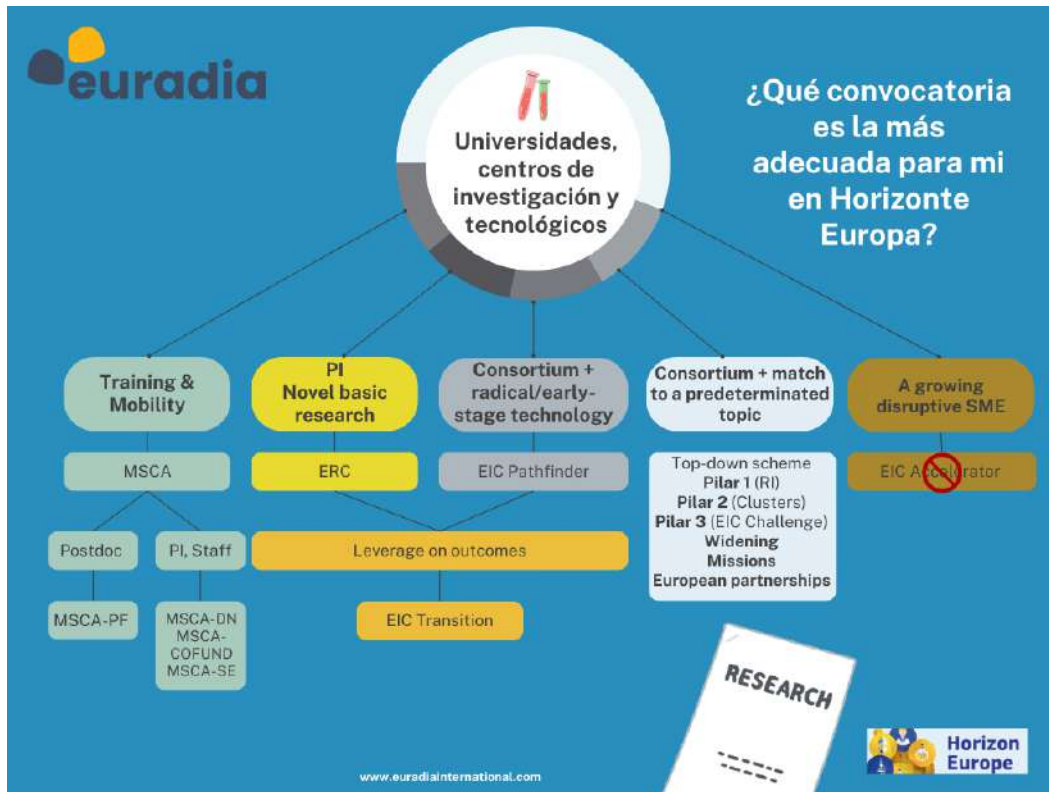 euradia
Universidades,
centros de
investigación y
tecnológicos
¿Qué convocatoria
es la más
adecuada para mi
en Horizonte
Europa?
Training &
Mobility
PI
Novel basic
research
Consortium +
radical/early-
stage technology
Consortium + match
to a predeterminated
topic
A growing
disruptive SME
MSCA
ERC
EIC Pathfinder
Top-down scheme
Pilar 1 (RI)
Pilar 2 (Clusters)
Pilar 3 (EIC Challenge)
Widening
Missions
European partnerships
EIC Accelerator
Postdoc
PI, Staff
Leverage on outcomes
MSCA-PF
MSCA-DN
MSCA-
COFUND
MSCA-SE
EIC Transition
RESEARCH
Horizon
Europe
www.euradiainternational.com